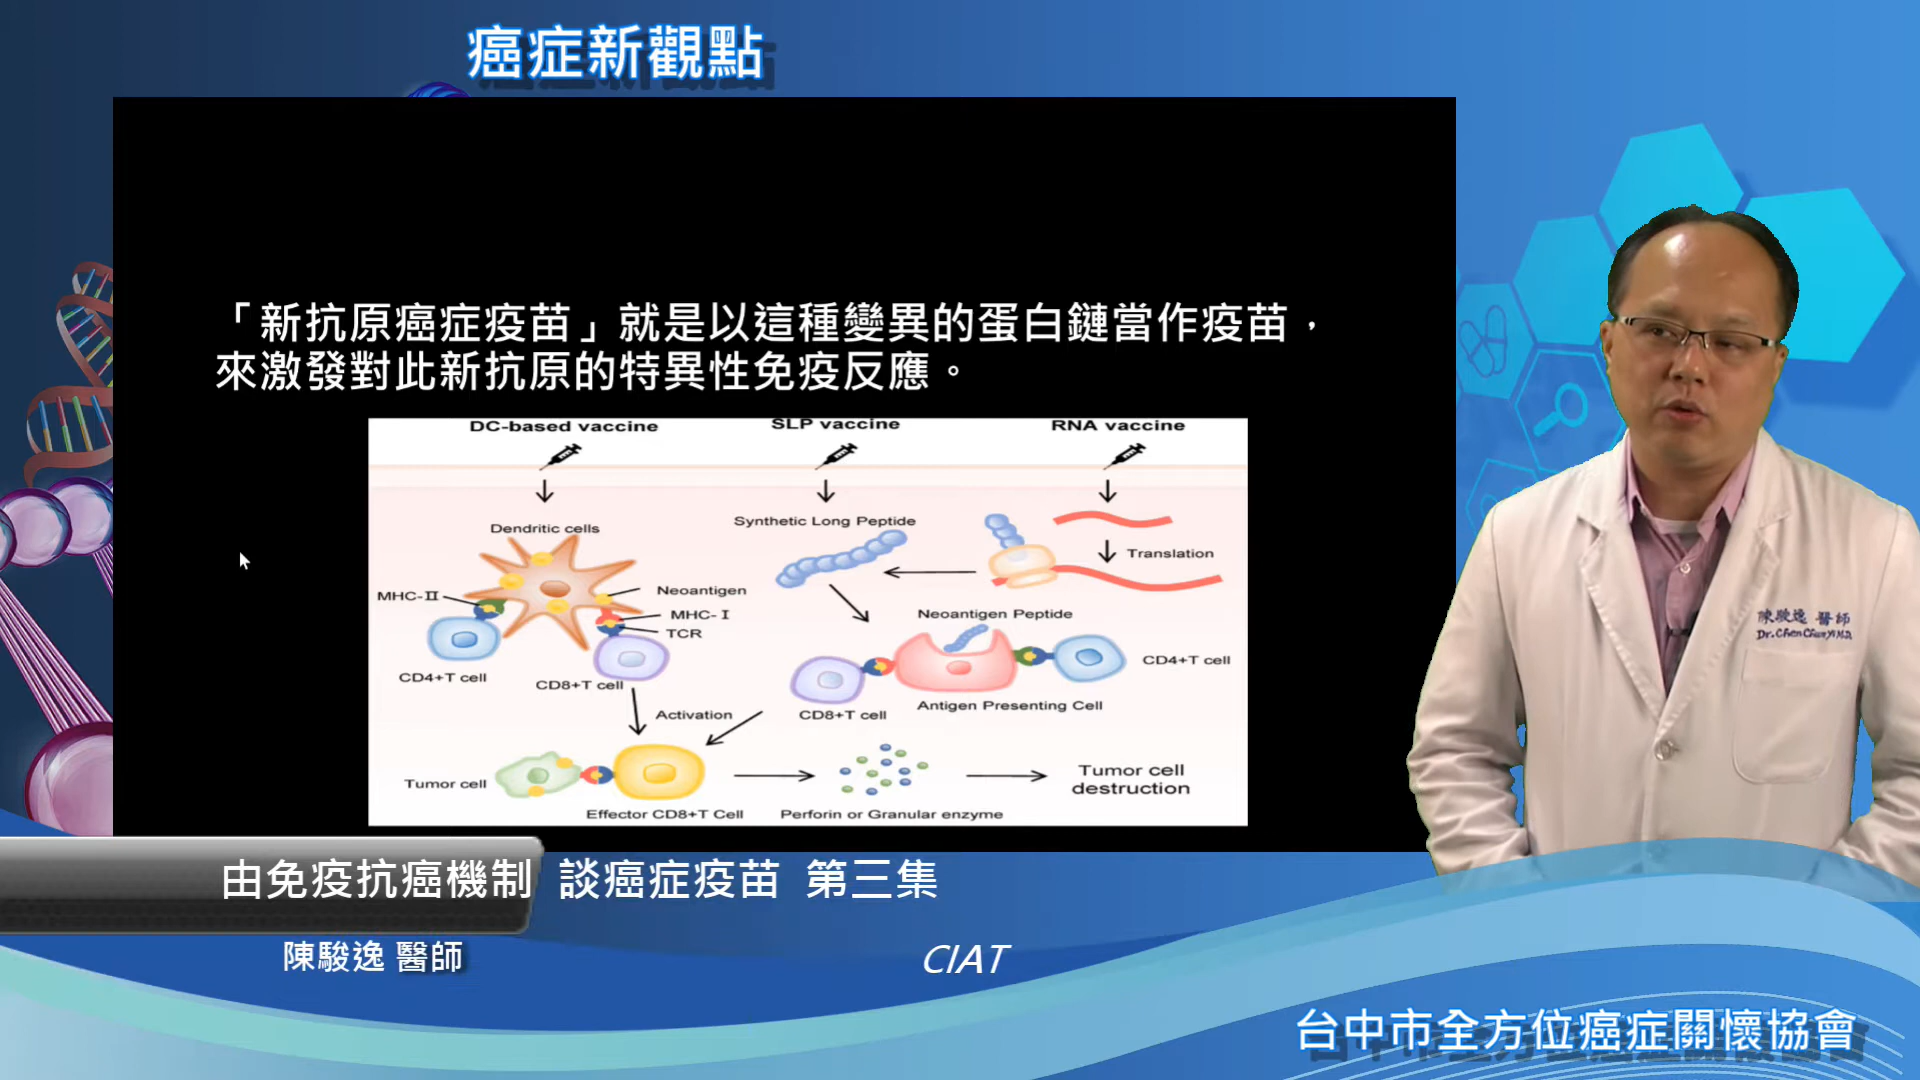 癌症新觀點
「新抗原癌症疫苗」就是以這種變異的蛋白鏈當作疫苗，
來激發對此新抗原的特異性免疫反應。
DC-based vaccine
SLP vaccine
RNA vaccine
Dendritic cells
Synthetic Long Peptide
Translation
MHC-II
Neoantigen
MHC-I
TCR
Neoantigen Peptide
CD4+T cell
CD8+T cell
CD8+T cell
CD4+T cell
Antigen Presenting Cell
Activation
Tumor cell
Effector CD8+T Cell
Perforin or Granular enzyme
Tumor cell
destruction
陳駿逸 醫師
Dr.Chen Chun Yi M.D.
由免疫抗癌機制 談癌症疫苗 第三集
陳駿逸 醫師
CIAT
台中市全方位癌症關懷協會